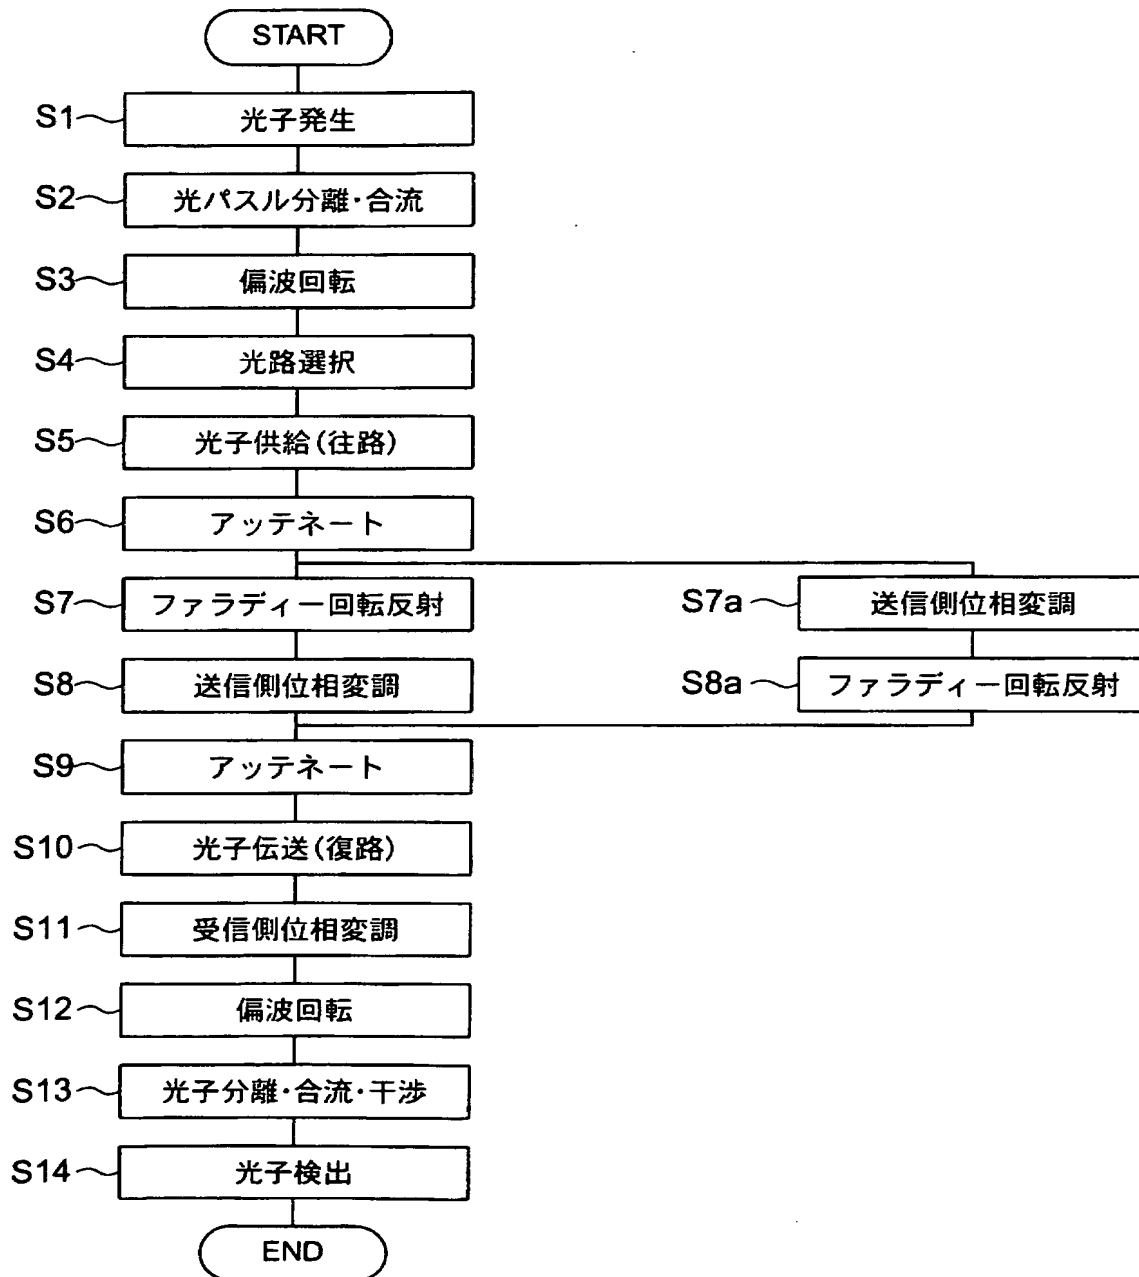 START
S1 光子発生
S2 光パスル分離・合流
S3 偏波回転
S4 光路選択
S5 光子供給(往路)
S6 アッテネート
S7 ファラディー回転反射
S7a 送信側位相変調
S8 送信側位相変調
S8a ファラディー回転反射
S9 アッテネート
S10 光子伝送(復路)
S11 受信側位相変調
S12 偏波回転
S13 光子分離・合流・干渉
S14 光子検出
END